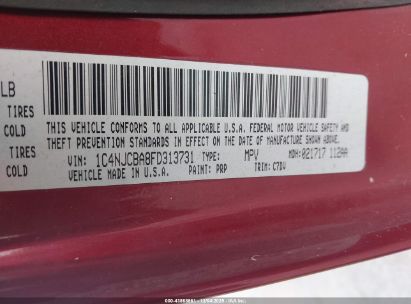 LB
TIRES
TIRES
THIS VEHICLE CONFORMS TO ALL APPLICABLE U.S.A. FEDERAL MOTOR VEHICLE SAFETY AND
THEFT PREVENTION STANDARDS IN EFFECT ON THE DATE OF MANUFACTURE SHOWN ABOVE.
VIN: 1C4NJCBA8FD313731 TYPE: MPV MDH: 021717 112AA
VEHICLE MADE IN U.S.A. PAINT: PRP TRIM: C7DV